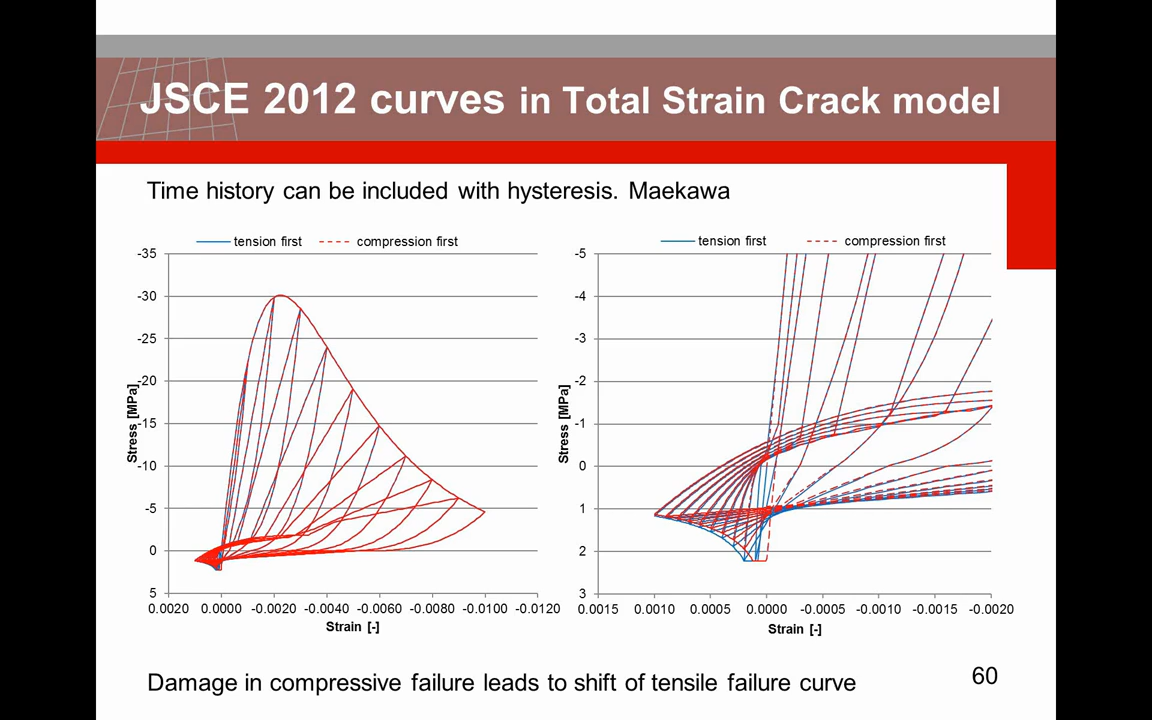 JSCE 2012 curves in Total Strain Crack model
Time history can be included with hysteresis. Maekawa
tension first compression first
-35
-30
-25
-20
-15
-10
-5
0
5
Stress [MPa]
0.0020 0.0000 -0.0020 -0.0040 -0.0060 -0.0080 -0.0100 -0.0120
Strain [-]
tension first compression first
-5
-4
-3
-2
-1
0
1
2
3
Stress [MPa]
0.0015 0.0010 0.0005 0.0000 -0.0005 -0.0010 -0.0015 -0.0020
Strain [-]
Damage in compressive failure leads to shift of tensile failure curve
60